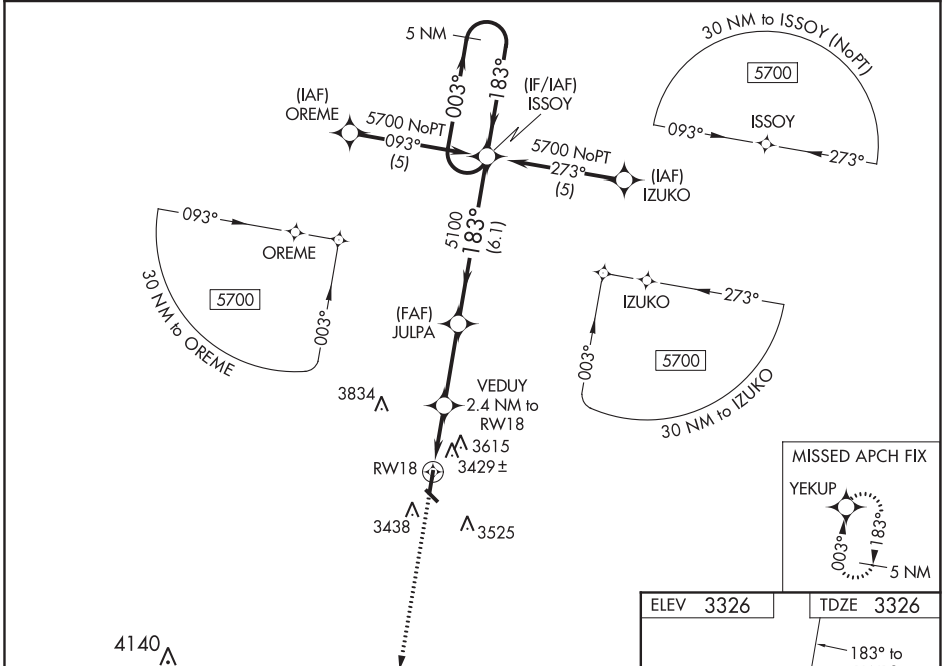 5 NM
003°
183°
(IF/IAF)
ISSOY
(IAF)
OREME
5700 NoPT
093°
(5)
5700 NoPT
273°
(5)
(IAF)
IZUKO
30 NM to ISSOY (NoPT)
5700
ISSOY
093°
273°
5100
183°
(6.1)
093°
OREME
5700
003°
30 NM to OREME
IZUKO
273°
003°
5700
30 NM to IZUKO
(FAF)
JULPA
3834
VEDUY
2.4 NM to
RW18
3615
RW18
3429±
3438
3525
4140
MISSED APCH FIX
YEKUP
003°
183°
5 NM
ELEV 3326
TDZE 3326
183° to